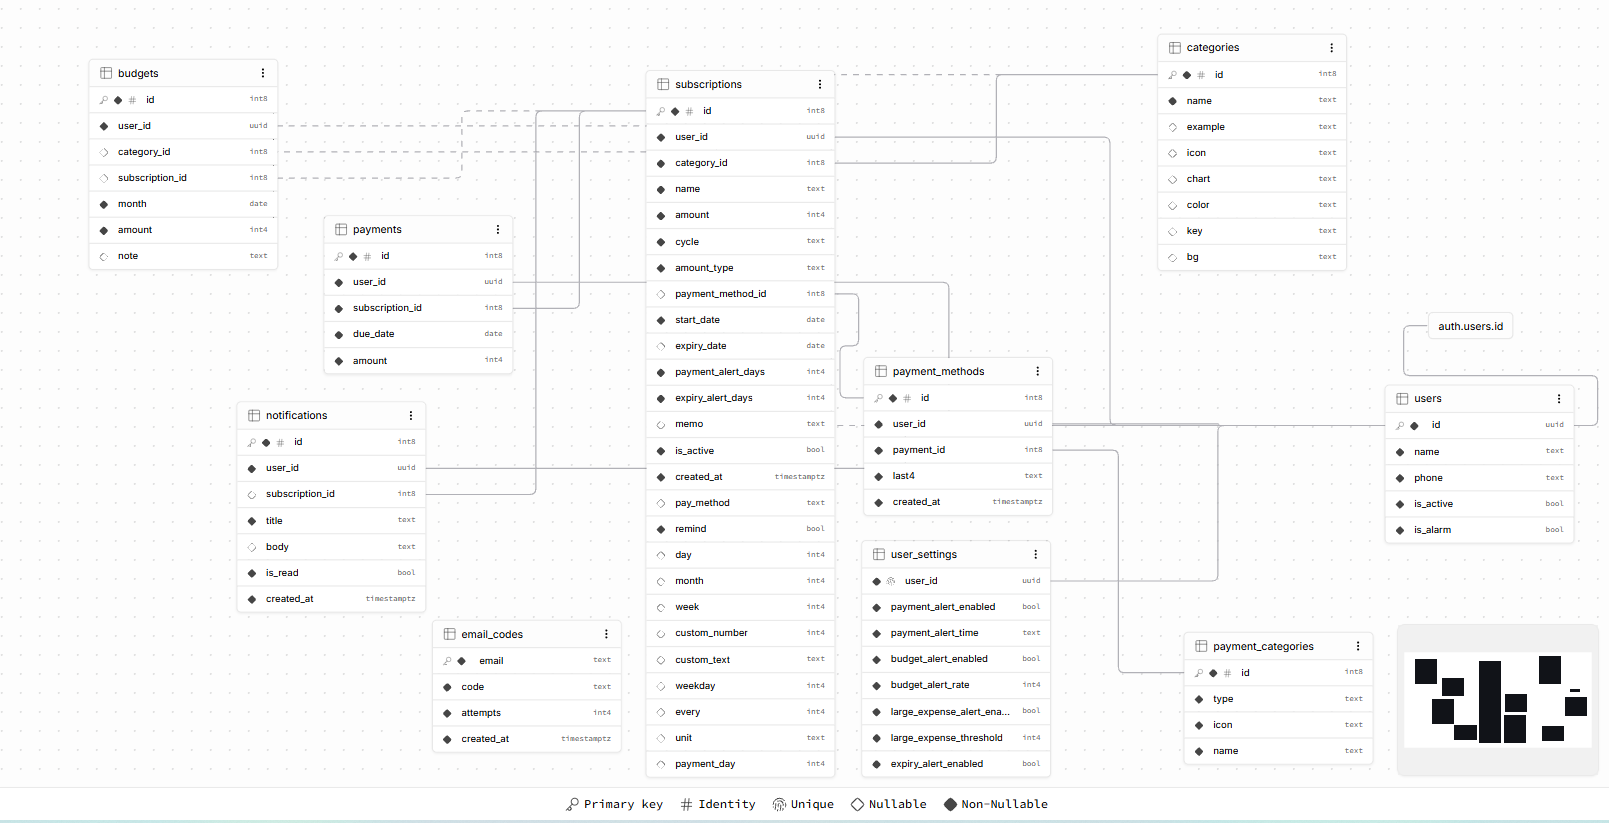 budgets
id int8
user_id uuid
category_id int8
subscription_id int8
month date
amount int4
note text
payments
id int8
user_id uuid
subscription_id int8
due_date date
amount int4
notifications
id int8
user_id uuid
subscription_id int8
title text
body text
is_read bool
created_at timestamptz
email_codes
email text
code text
attempts int4
created_at timestamptz
subscriptions
id int8
user_id uuid
category_id int8
name text
amount int4
cycle text
amount_type text
payment_method_id int8
start_date date
expiry_date date
payment_alert_days int4
expiry_alert_days int4
memo text
is_active bool
created_at timestamptz
pay_method text
remind bool
day int4
month int4
week int4
custom_number int4
custom_text text
weekday int4
every int4
unit text
payment_day int4
payment_methods
id int8
user_id uuid
payment_id int8
last4 text
created_at timestamptz
user_settings
user_id uuid
payment_alert_enabled bool
payment_alert_time text
budget_alert_enabled bool
budget_alert_rate int4
large_expense_alert_ena... bool
large_expense_threshold int4
expiry_alert_enabled bool
categories
id int8
name text
example text
icon text
chart text
color text
key text
bg text
auth.users.id
users
id uuid
name text
phone text
is_active bool
is_alarm bool
payment_categories
id int8
type text
icon text
name text
Primary key # Identity Unique Nullable Non-Nullable